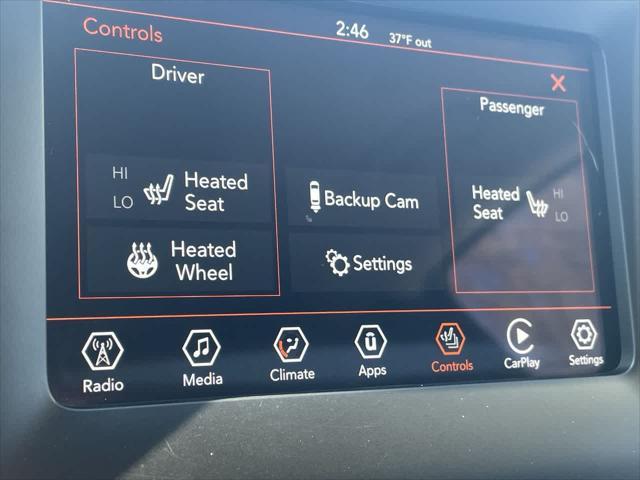 Controls
2:46
37°F out
Driver
Passenger
HI
LO
Heated
Seat
Backup Cam
Heated
Seat
HI
LO
Heated
Wheel
Settings
Radio
Media
Climate
Apps
Controls
CarPlay
Settings